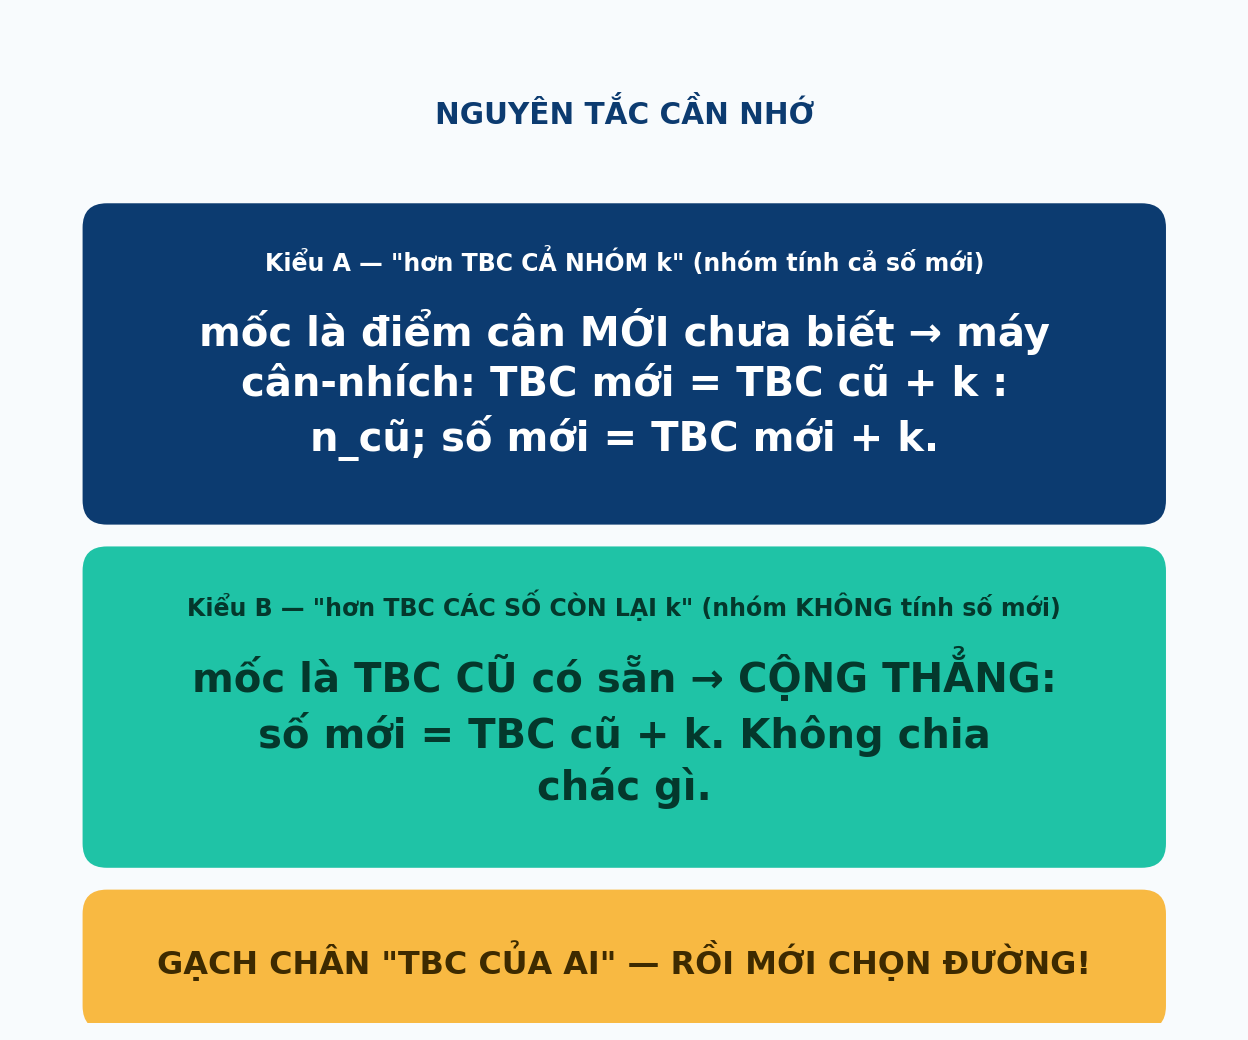 NGUYÊN TẮC CẦN NHỚ
Kiểu A — "hơn TBC CẢ NHÓM k" (nhóm tính cả số mới)
mốc là điểm cân MỚI chưa biết → máy
cân-nhích: TBC mới = TBC cũ + k :
n_cũ; số mới = TBC mới + k.
Kiểu B — "hơn TBC CÁC SỐ CÒN LẠI k" (nhóm KHÔNG tính số mới)
mốc là TBC CŨ có sẵn → CỘNG THẲNG:
số mới = TBC cũ + k. Không chia
chác gì.
GẠCH CHÂN "TBC CỦA AI" — RỒI MỚI CHỌN ĐƯỜNG!